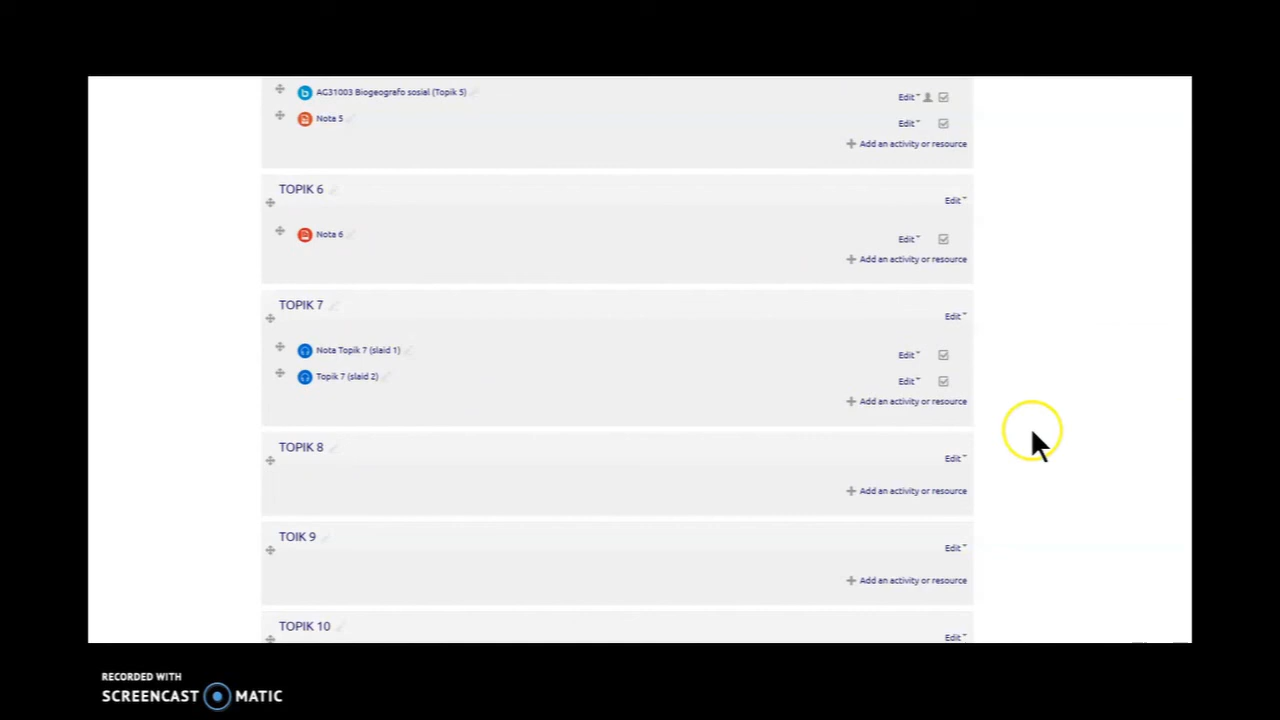 AG31003 Biogeografo sosial (Topik 5)
Edit
Nota 5
Edit
Add an activity or resource
TOPIK 6
Edit
Nota 6
Edit
Add an activity or resource
TOPIK 7
Edit
Nota Topik 7 (slaid 1)
Edit
Topik 7 (slaid 2)
Edit
Add an activity or resource
TOPIK 8
Edit
Add an activity or resource
TOIK 9
Edit
Add an activity or resource
TOPIK 10
Edit
RECORDED WITH
SCREENCAST MATIC